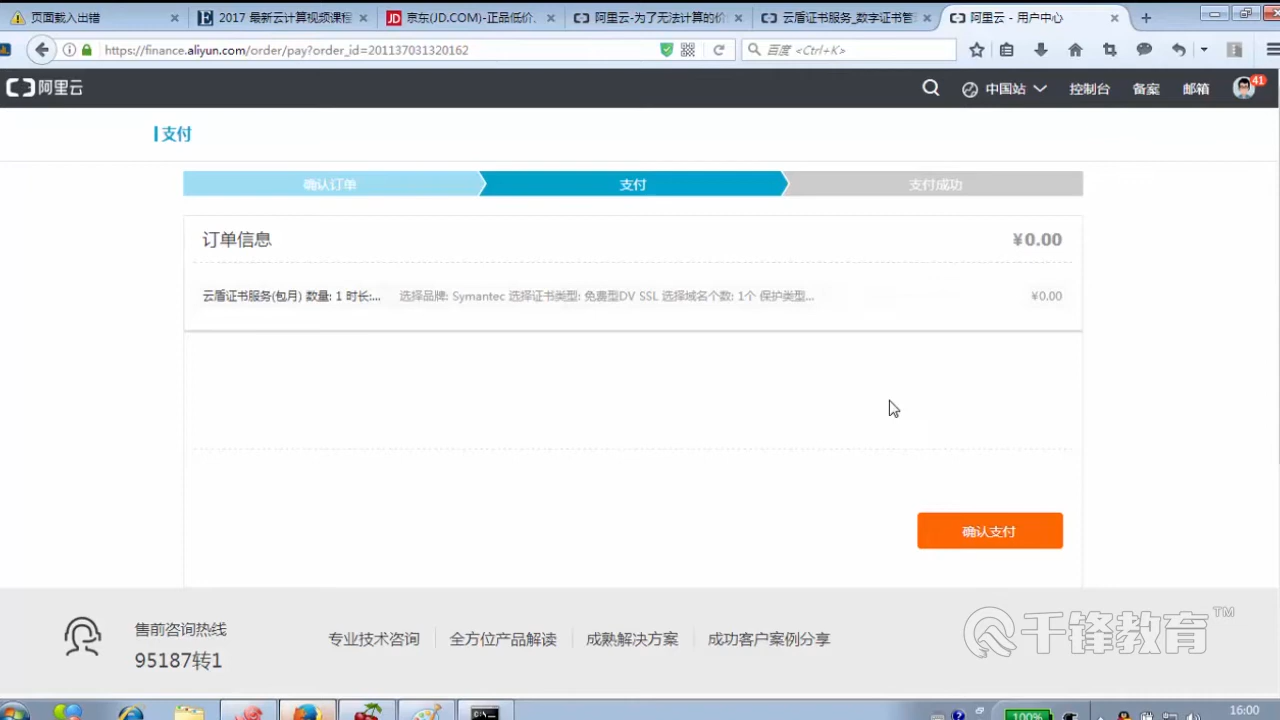 页面载入出错
2017 最新云计算视频课程
京东(JD.COM)-正品低价、
阿里云-为了无法计算的价
云盾证书服务_数字证书管
阿里云 - 用户中心
https://finance.aliyun.com/order/pay?order_id=201137031320162
百度 <Ctrl+K>
阿里云
中国站
控制台
备案
邮箱
41
支付
确认订单
支付
支付成功
订单信息
¥0.00
云盾证书服务(包月) 数量: 1 时长:...
选择品牌: Symantec 选择证书类型: 免费型DV SSL 选择域名个数: 1个 保护类型...
¥0.00
确认支付
售前咨询热线
95187转1
专业技术咨询
全方位产品解读
成熟解决方案
成功客户案例分享
千锋教育 TM
100%
16:00